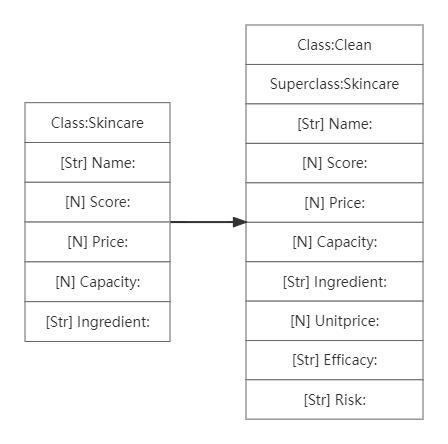 Class:Skincare
[Str] Name:
[N] Score:
[N] Price:
[N] Capacity:
[Str] Ingredient:
Class:Clean
Superclass:Skincare
[Str] Name:
[N] Score:
[N] Price:
[N] Capacity:
[Str] Ingredient:
[N] Unitprice:
[Str] Efficacy:
[Str] Risk: